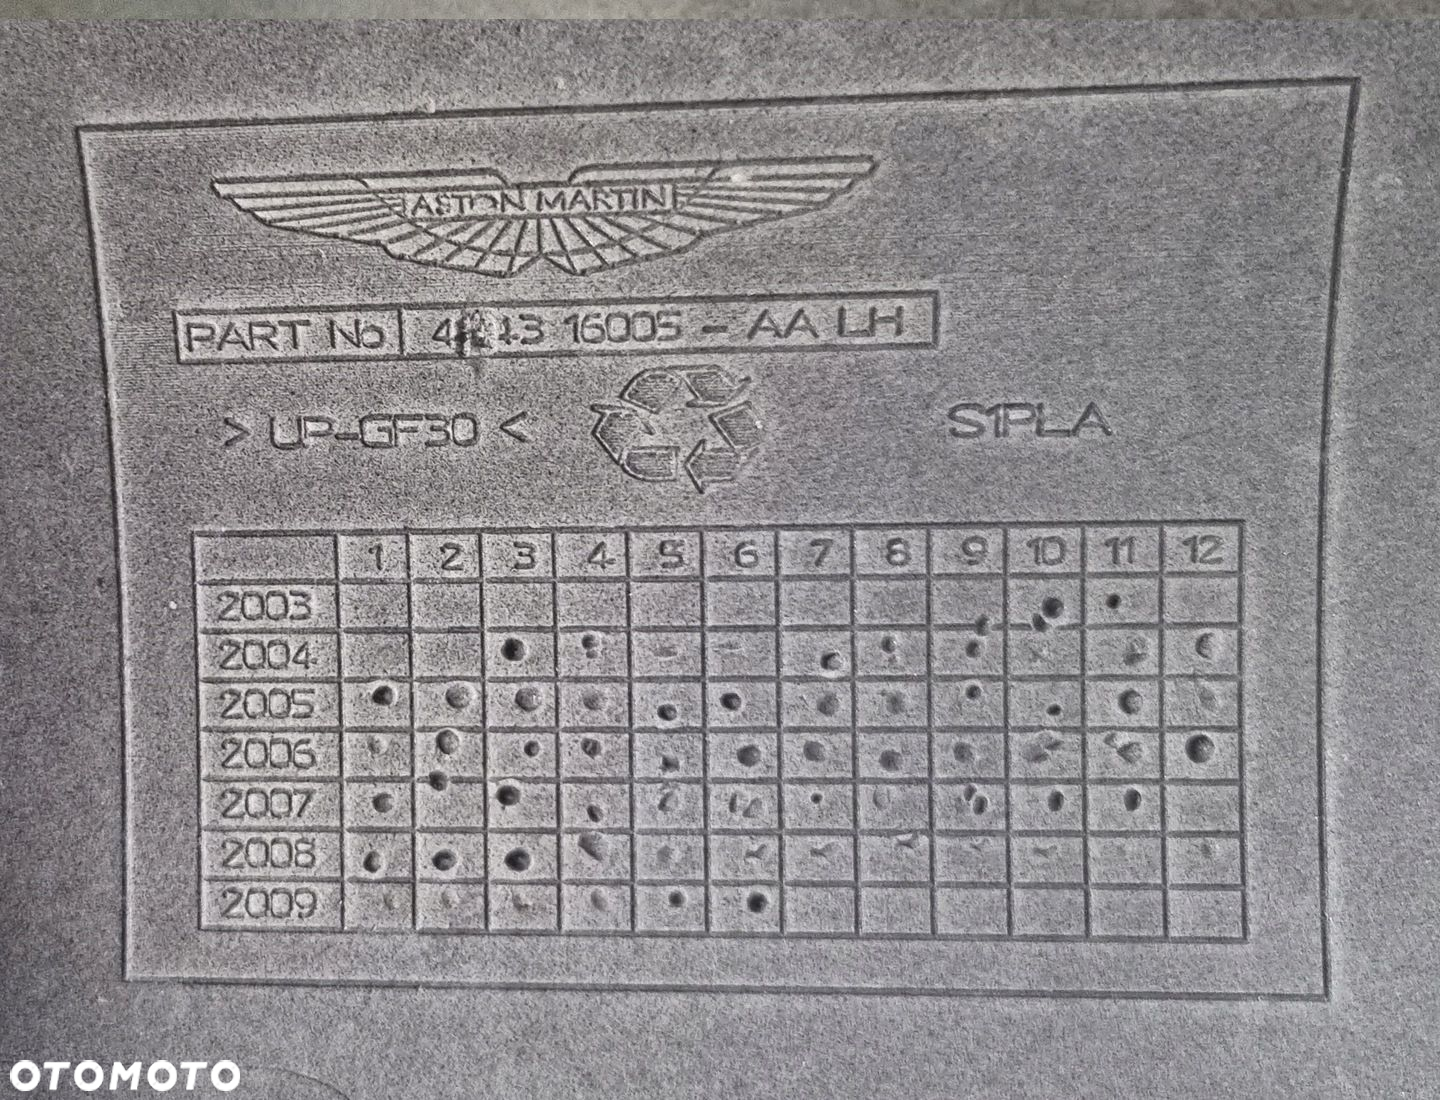 ASTON MARTIN
PART No 16005 - AA LH
> UP-GF30 < S1PLA
1 2 3 4 5 6 7 8 9 10 11 12
2003
2004
2005
2006
2007
2008
2009
OTOMOTO